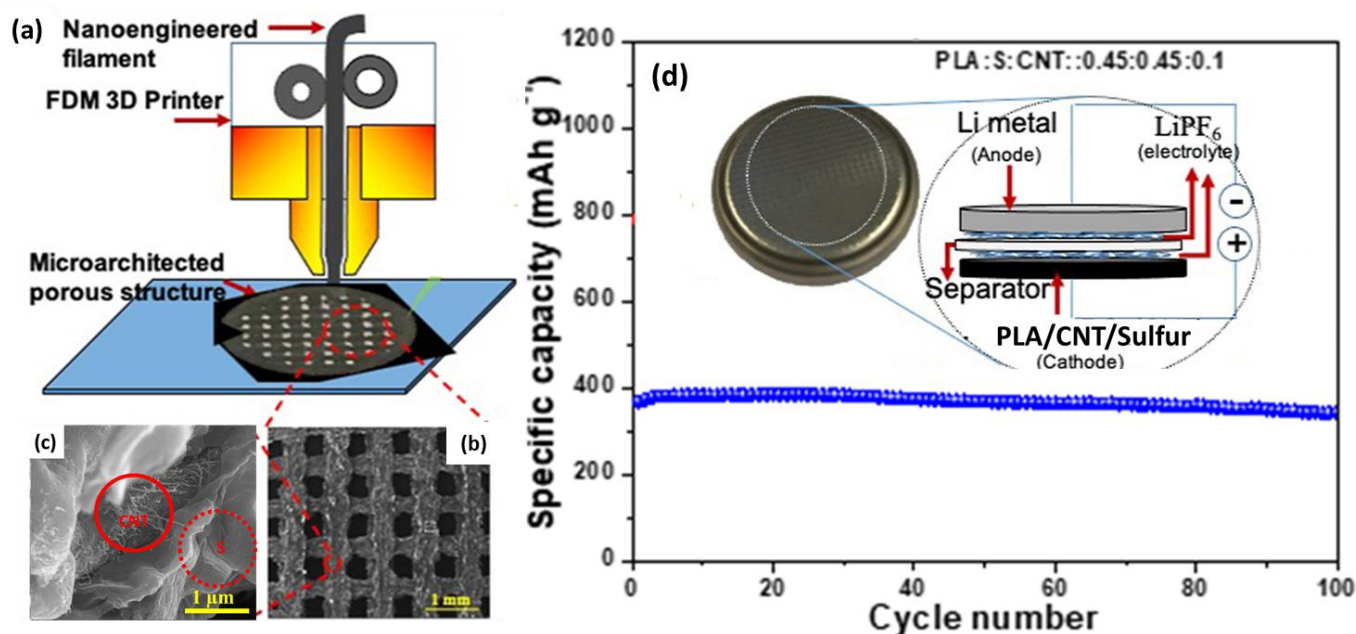 (a)
Nanoengineered
filament
FDM 3D Printer
Microarchitected
porous structure
(c)
CNT
S
1 μm
(b)
1 mm
(d)
PLA:S:CNT::0.45:0.45:0.1
Li metal
(Anode)
LiPF₆
(electrolyte)
-
+
Separator
PLA/CNT/Sulfur
(Cathode)
Specific capacity (mAh g⁻¹)
1200
1000
800
600
400
200
0
0 20 40 60 80 100
Cycle number